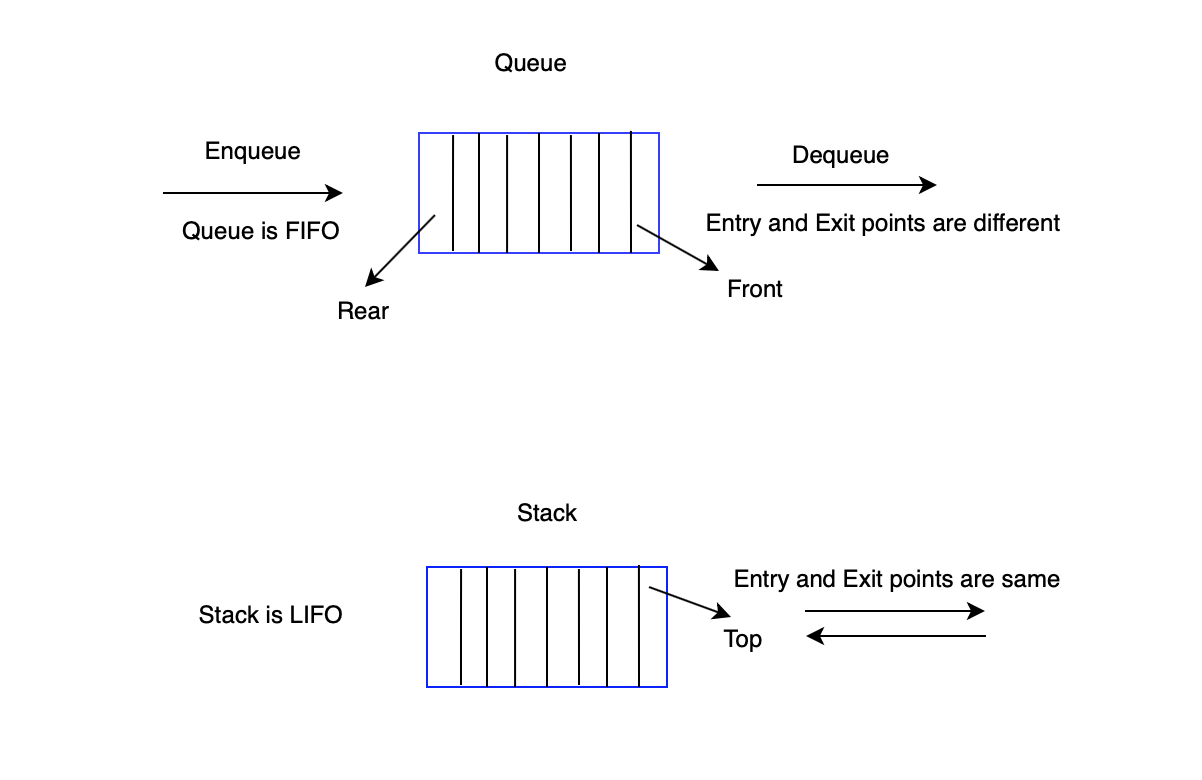 Queue
Enqueue
Dequeue
Queue is FIFO
Entry and Exit points are different
Rear
Front
Stack
Entry and Exit points are same
Stack is LIFO
Top